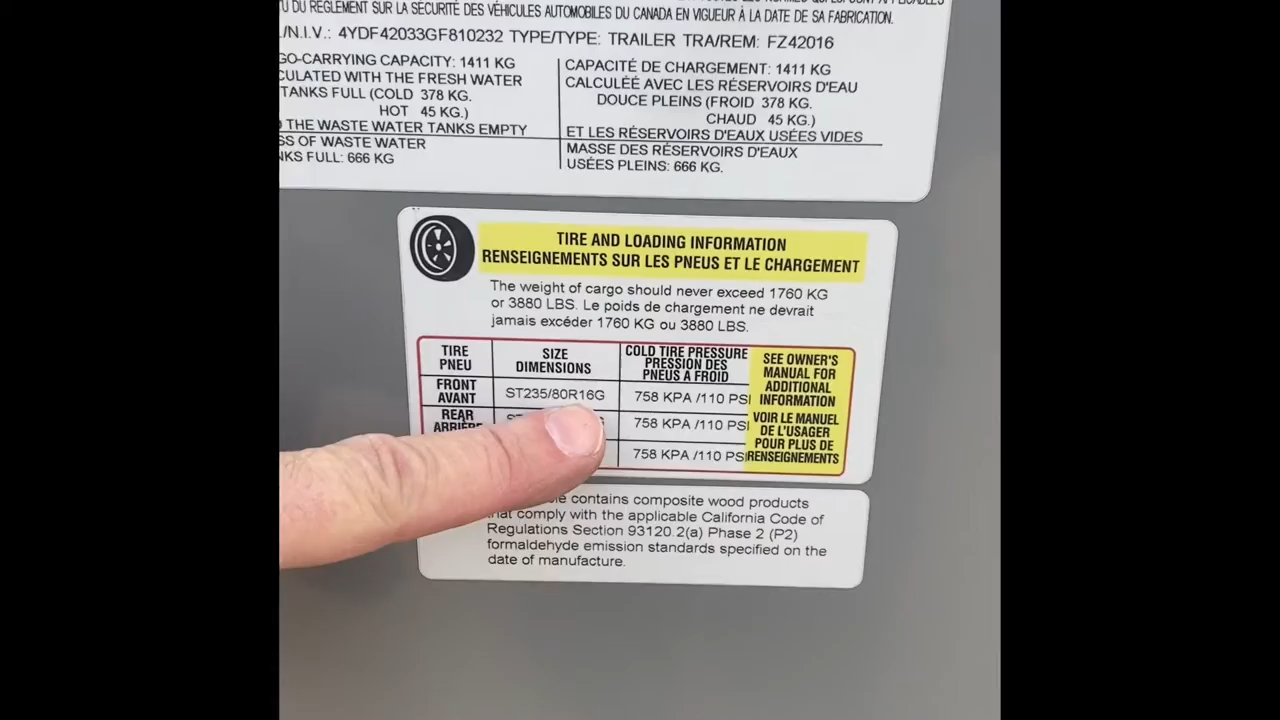 TU DU RÈGLEMENT SUR LA SÉCURITÉ DES VÉHICULES AUTOMOBILES DU CANADA EN VIGUEUR À LA DATE DE SA FABRICATION.
./N.I.V.: 4YDF42033GF810232 TYPE/TYPE: TRAILER TRA/REM: FZ42016
GO-CARRYING CAPACITY: 1411 KG
CULATED WITH THE FRESH WATER
TANKS FULL (COLD 378 KG.
HOT 45 KG.)
THE WASTE WATER TANKS EMPTY
SS OF WASTE WATER
NKS FULL: 666 KG
CAPACITÉ DE CHARGEMENT: 1411 KG
CALCULÉE AVEC LES RÉSERVOIRS D'EAU
DOUCE PLEINS (FROID 378 KG.
CHAUD 45 KG.)
ET LES RÉSERVOIRS D'EAUX USÉES VIDES
MASSE DES RÉSERVOIRS D'EAUX
USÉES PLEINS: 666 KG.
TIRE AND LOADING INFORMATION
RENSEIGNEMENTS SUR LES PNEUS ET LE CHARGEMENT
The weight of cargo should never exceed 1760 KG
or 3880 LBS. Le poids de chargement ne devrait
jamais excéder 1760 KG ou 3880 LBS.
TIRE
PNEU
SIZE
DIMENSIONS
COLD TIRE PRESSURE
PRESSION DES
PNEUS A FROID
FRONT
AVANT
ST235/80R16G
758 KPA /110 PSI
REAR
ARRIÈRE
758 KPA /110 PSI
758 KPA /110 PSI
SEE OWNER'S
MANUAL FOR
ADDITIONAL
INFORMATION
VOIR LE MANUEL
DE L'USAGER
POUR PLUS DE
RENSEIGNEMENTS
contains composite wood products
that comply with the applicable California Code of
Regulations Section 93120.2(a) Phase 2 (P2)
formaldehyde emission standards specified on the
date of manufacture.